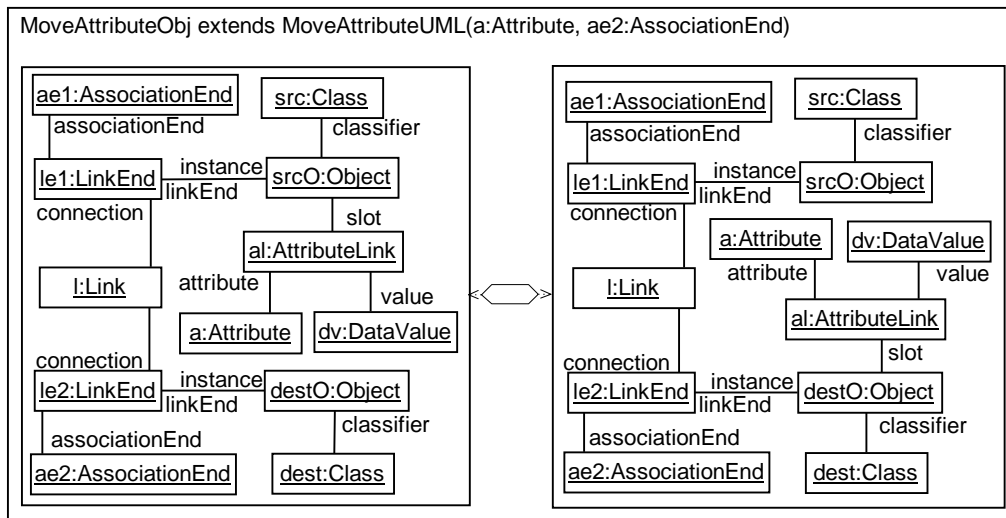 MoveAttributeObj extends MoveAttributeUML(a:Attribute, ae2:AssociationEnd)
ae1:AssociationEnd
src:Class
associationEnd
classifier
le1:LinkEnd
instance
linkEnd
srcO:Object
connection
slot
al:AttributeLink
l:Link
attribute
value
a:Attribute
dv:DataValue
connection
le2:LinkEnd
instance
linkEnd
destO:Object
associationEnd
classifier
ae2:AssociationEnd
dest:Class
ae1:AssociationEnd
src:Class
associationEnd
classifier
le1:LinkEnd
instance
linkEnd
srcO:Object
connection
a:Attribute
dv:DataValue
attribute
value
l:Link
al:AttributeLink
connection
slot
le2:LinkEnd
instance
linkEnd
destO:Object
associationEnd
classifier
ae2:AssociationEnd
dest:Class